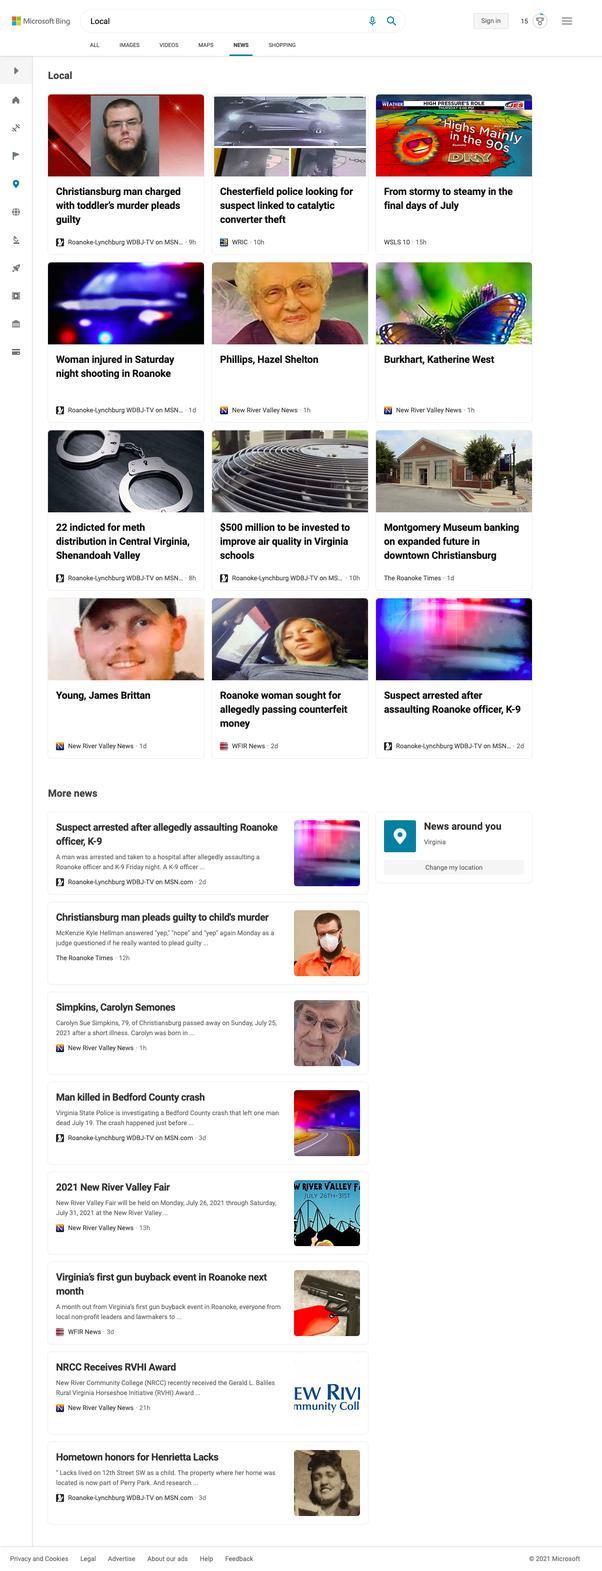 Microsoft Bing
Local
Sign in
15
ALL
IMAGES
VIDEOS
MAPS
NEWS
SHOPPING
Local
Christiansburg man charged
with toddler's murder pleads
guilty
Roanoke-Lynchburg WDBJ-TV on MSN... · 9h
Chesterfield police looking for
suspect linked to catalytic
converter theft
WRIC · 10h
WEATHER
HIGH PRESSURE'S ROLE
Highs Mainly
in the 90s
DRY
From stormy to steamy in the
final days of July
WSLS 10 · 15h
Woman injured in Saturday
night shooting in Roanoke
Roanoke-Lynchburg WDBJ-TV on MSN... · 1d
Phillips, Hazel Shelton
New River Valley News · 1h
Burkhart, Katherine West
New River Valley News · 1h
22 indicted for meth
distribution in Central Virginia,
Shenandoah Valley
Roanoke-Lynchburg WDBJ-TV on MSN... · 8h
$500 million to be invested to
improve air quality in Virginia
schools
Roanoke-Lynchburg WDBJ-TV on MS... · 10h
Montgomery Museum banking
on expanded future in
downtown Christiansburg
The Roanoke Times · 1d
Young, James Brittan
New River Valley News · 1d
Roanoke woman sought for
allegedly passing counterfeit
money
WFIR News · 2d
Suspect arrested after
assaulting Roanoke officer, K-9
Roanoke-Lynchburg WDBJ-TV on MSN... · 2d
More news
Suspect arrested after allegedly assaulting Roanoke
officer, K-9
A man was arrested and taken to a hospital after allegedly assaulting a
Roanoke officer and K-9 Friday night. A K-9 officer ...
Roanoke-Lynchburg WDBJ-TV on MSN.com · 2d
News around you
Virginia
Change my location
Christiansburg man pleads guilty to child's murder
McKenzie Kyle Hellman answered "yep," "nope" and "yep" again Monday as a
judge questioned if he really wanted to plead guilty ...
The Roanoke Times · 12h
Simpkins, Carolyn Semones
Carolyn Sue Simpkins, 79, of Christiansburg passed away on Sunday, July 25,
2021 after a short illness. Carolyn was born in ...
New River Valley News · 1h
Man killed in Bedford County crash
Virginia State Police is investigating a Bedford County crash that left one man
dead July 19. The crash happened just before ...
Roanoke-Lynchburg WDBJ-TV on MSN.com · 3d
2021 New River Valley Fair
New River Valley Fair will be held on Monday, July 26, 2021 through Saturday,
July 31, 2021 at the New River Valley ...
New River Valley News · 13h
W RIVER VALLEY F
JULY 26TH-31ST
Virginia's first gun buyback event in Roanoke next
month
A month out from Virginia's first gun buyback event in Roanoke, everyone from
local non-profit leaders and lawmakers to ...
WFIR News · 3d
NRCC Receives RVHI Award
New River Community College (NRCC) recently received the Gerald L. Baliles
Rural Virginia Horseshoe Initiative (RVHI) Award ...
New River Valley News · 21h
EW RIVI
mmunity Coll
Hometown honors for Henrietta Lacks
" Lacks lived on 12th Street SW as a child. The property where her home was
located is now part of Perry Park. And research ...
Roanoke-Lynchburg WDBJ-TV on MSN.com · 3d
Privacy and Cookies
Legal
Advertise
About our ads
Help
Feedback
© 2021 Microsoft